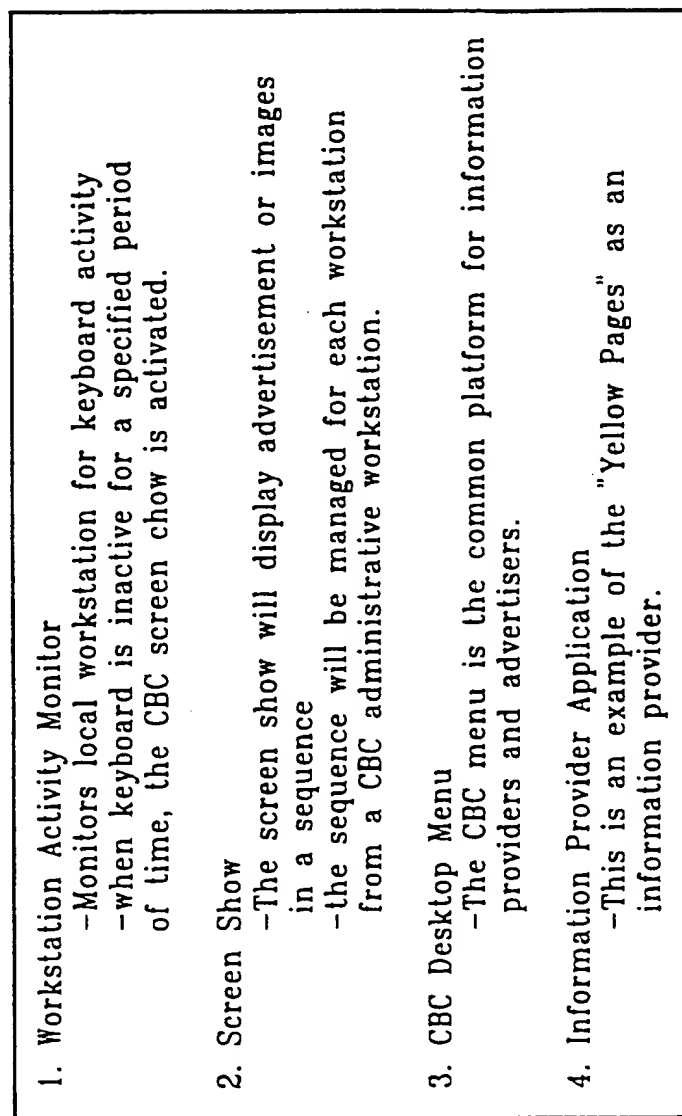 1. Workstation Activity Monitor
-Monitors local workstation for keyboard activity
-when keyboard is inactive for a specified period
of time, the CBC screen chow is activated.
2. Screen Show
-The screen show will display advertisement or images
in a sequence
-the sequence will be managed for each workstation
from a CBC administrative workstation.
3. CBC Desktop Menu
-The CBC menu is the common platform for information
providers and advertisers.
4. Information Provider Application
-This is an example of the "Yellow Pages" as an
information provider.